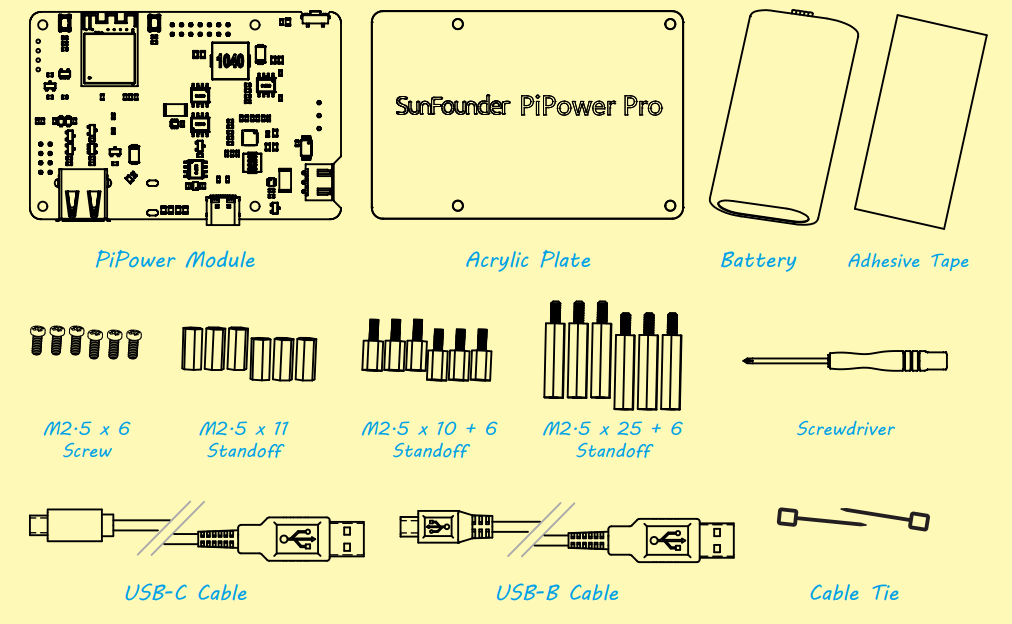 1040
SunFounder PiPower Pro
PiPower Module
Acrylic Plate
Battery
Adhesive Tape
M2.5 x 6
Screw
M2.5 x 11
Standoff
M2.5 x 10 + 6
Standoff
M2.5 x 25 + 6
Standoff
Screwdriver
USB-C Cable
USB-B Cable
Cable Tie